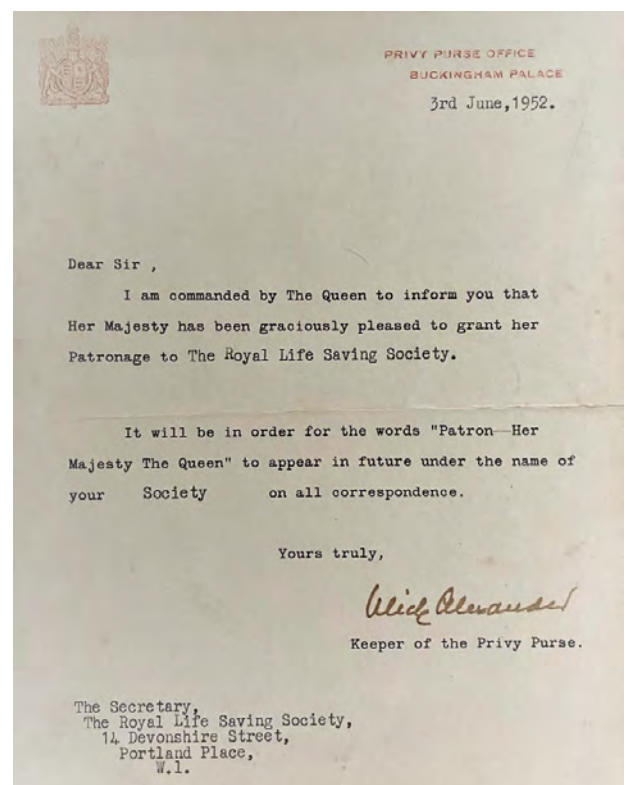 PRIVY PURSE OFFICE
BUCKINGHAM PALACE
3rd June,1952.
Dear Sir ,
I am commanded by The Queen to inform you that
Her Majesty has been graciously pleased to grant her
Patronage to The Royal Life Saving Society.
It will be in order for the words "Patron—Her
Majesty The Queen" to appear in future under the name of
your Society on all correspondence.
Yours truly,
Ulick Alexander
Keeper of the Privy Purse.
The Secretary,
The Royal Life Saving Society,
14 Devonshire Street,
Portland Place,
W.1.